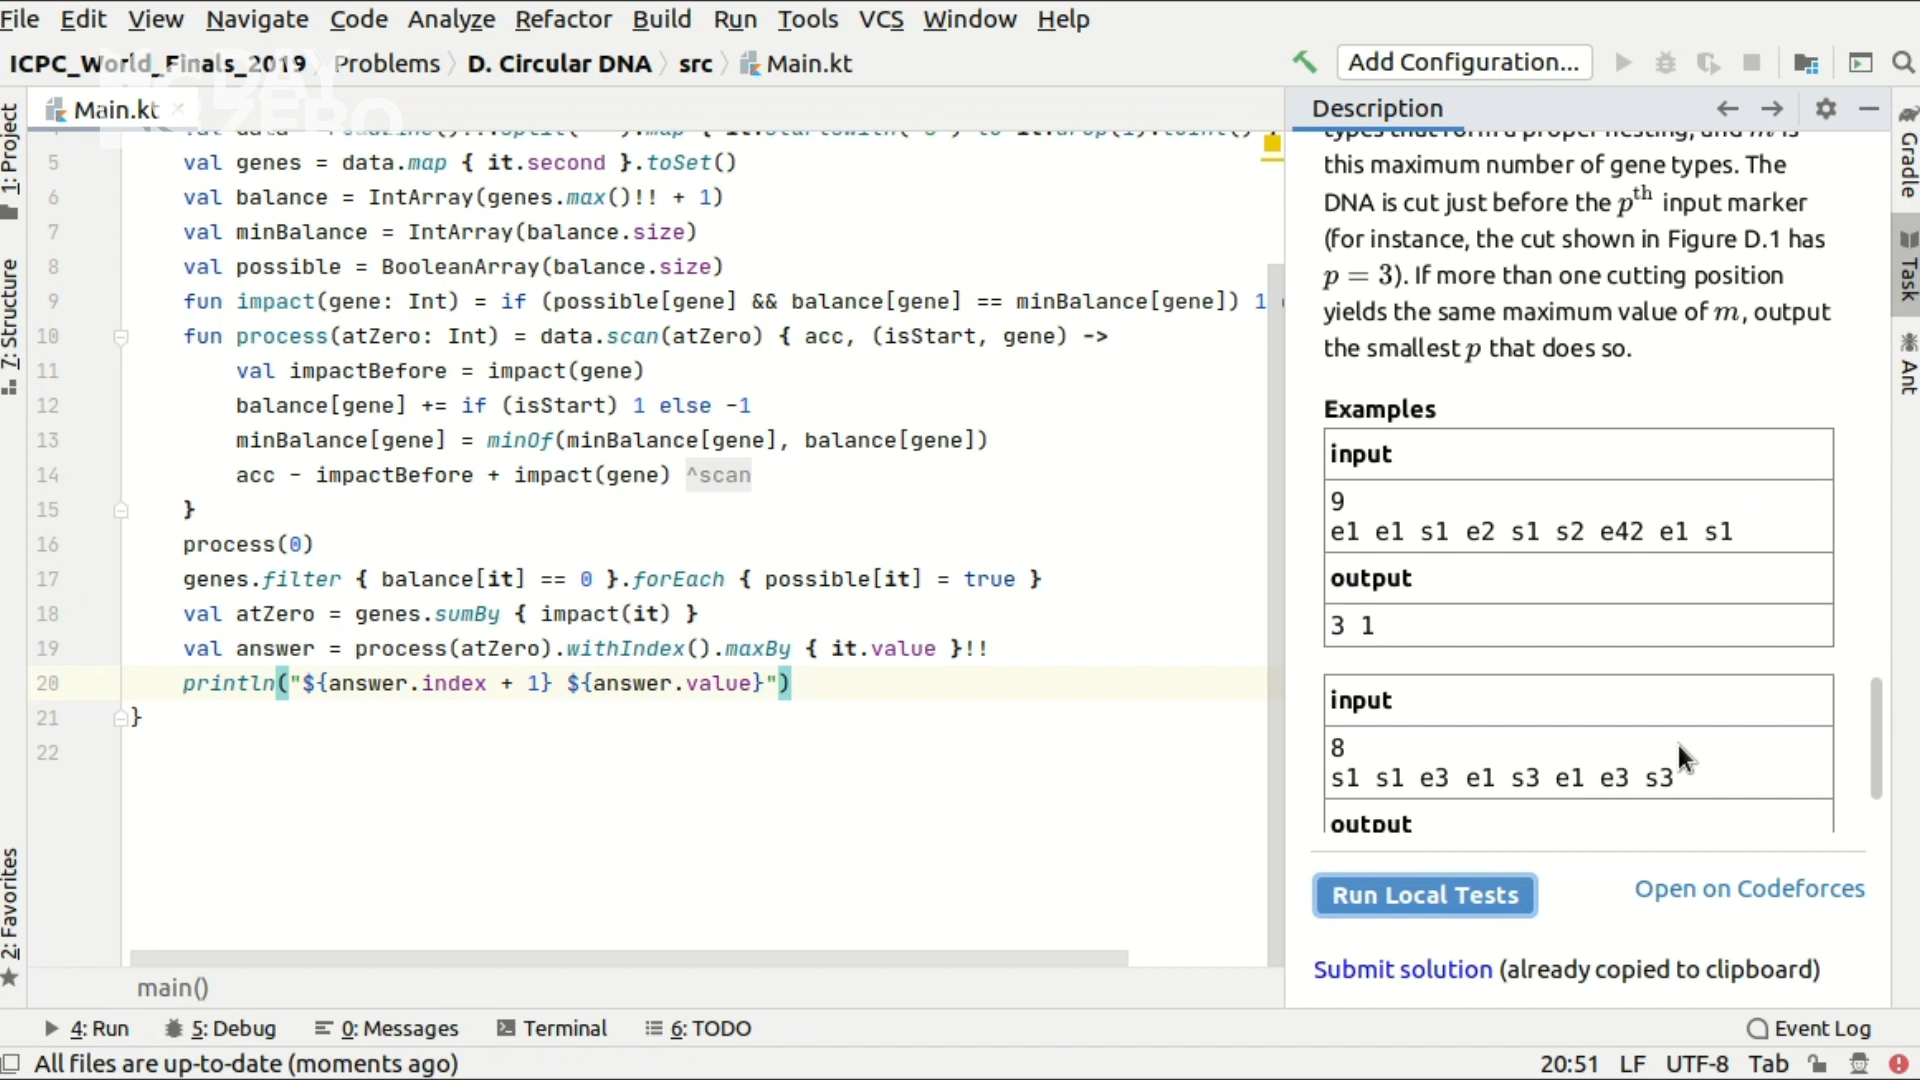 File Edit View Navigate Code Analyze Refactor Build Run Tools VCS Window Help
ICPC_World_Finals_2019 Problems D. Circular DNA src Main.kt
Add Configuration...
DAY
ZERO
Main.kt
Description
1: Project
7: Structure
2: Favorites
5 val genes = data.map { it.second }.toSet()
6 val balance = IntArray(genes.max()!! + 1)
7 val minBalance = IntArray(balance.size)
8 val possible = BooleanArray(balance.size)
9 fun impact(gene: Int) = if (possible[gene] && balance[gene] == minBalance[gene]) 1
10 fun process(atZero: Int) = data.scan(atZero) { acc, (isStart, gene) ->
11 val impactBefore = impact(gene)
12 balance[gene] += if (isStart) 1 else -1
13 minBalance[gene] = minOf(minBalance[gene], balance[gene])
14 acc - impactBefore + impact(gene) ^scan
15 }
16 process(0)
17 genes.filter { balance[it] == 0 }.forEach { possible[it] = true }
18 val atZero = genes.sumBy { impact(it) }
19 val answer = process(atZero).withIndex().maxBy { it.value }!!
20 println("${answer.index + 1} ${answer.value}")
21 }
22
main()
types that form a proper nesting, and m is
this maximum number of gene types. The
DNA is cut just before the pth input marker
(for instance, the cut shown in Figure D.1 has
p = 3). If more than one cutting position
yields the same maximum value of m, output
the smallest p that does so.
Examples
input
9
e1 e1 s1 e2 s1 s2 e42 e1 s1
output
3 1
input
8
s1 s1 e3 e1 s3 e1 e3 s3
output
Run Local Tests
Open on Codeforces
Submit solution (already copied to clipboard)
Gradle
Task
Ant
4: Run 5: Debug 0: Messages Terminal 6: TODO Event Log
All files are up-to-date (moments ago) 20:51 LF UTF-8 Tab